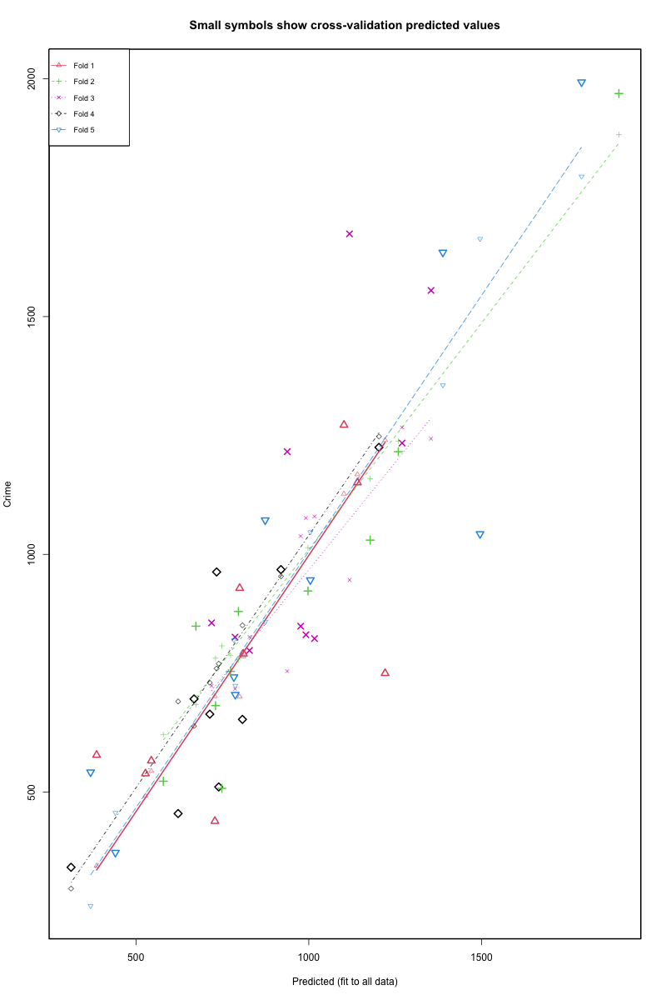 Small symbols show cross-validation predicted values
Fold 1
Fold 2
Fold 3
Fold 4
Fold 5
2000
1500
1000
500
Crime
500 1000 1500
Predicted (fit to all data)